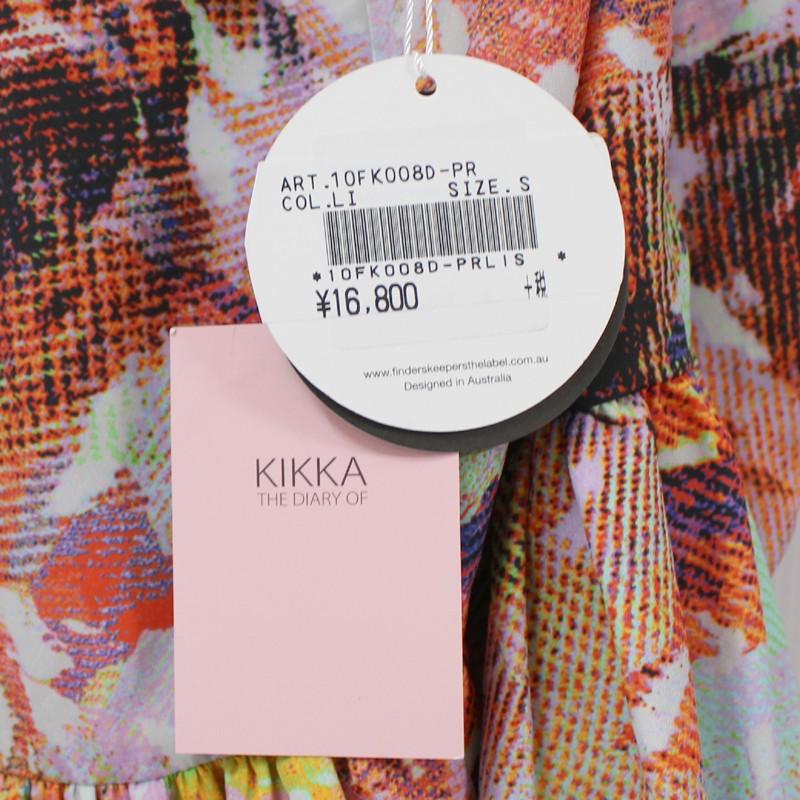 ART.10FK008D-PR
COL.LI SIZE.S
*10FK008D-PRLIS *
¥16,800 +税
www.finderskeepersthelabel.com.au
Designed in Australia
KIKKA
THE DIARY OF